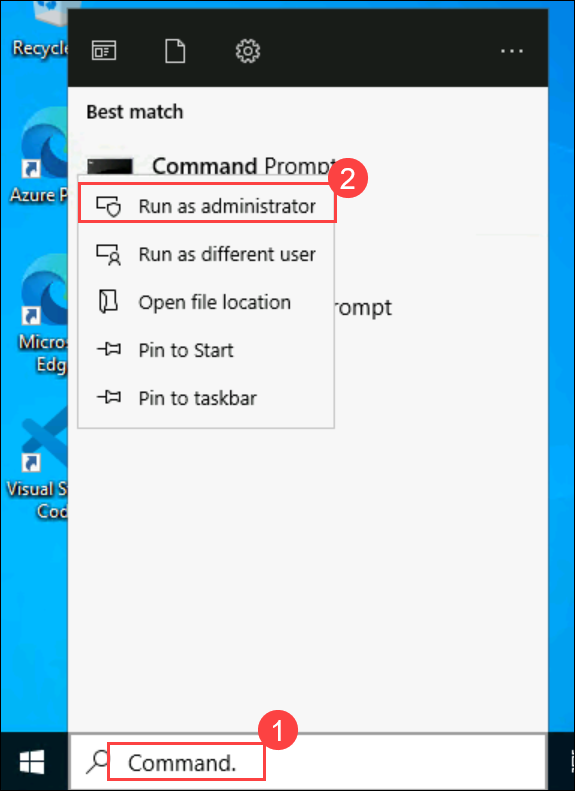 Recycle
Best match
Command Prompt
2
Run as administrator
Azure P
Run as different user
Open file location
rompt
Micros
Pin to Start
Edg
Pin to taskbar
Visual S
Cod
1
Command.